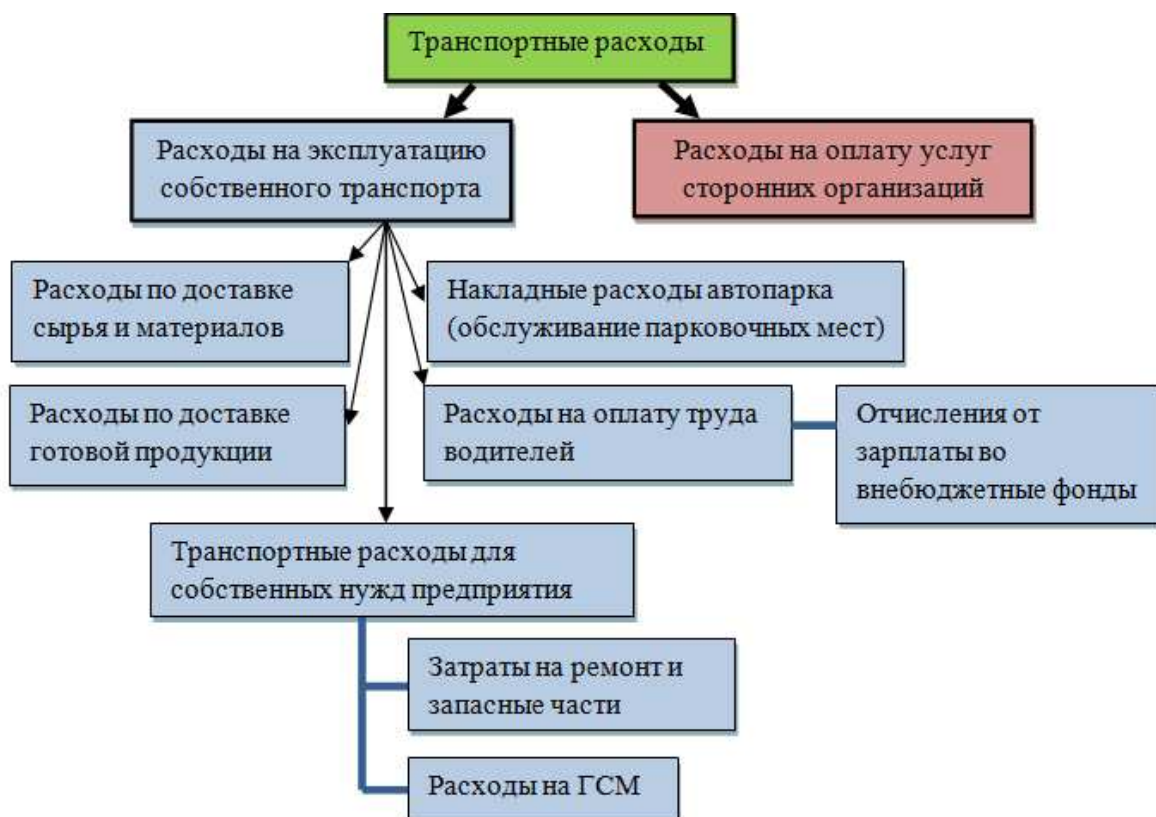 Транспортные расходы
Расходы на эксплуатацию
собственного транспорта
Расходы на оплату услуг
сторонних организаций
Расходы по доставке
сырья и материалов
Накладные расходы автопарка
(обслуживание парковочных мест)
Расходы по доставке
готовой продукции
Расходы на оплату труда
водителей
Отчисления от
зарплаты во
внебюджетные фонды
Транспортные расходы для
собственных нужд предприятия
Затраты на ремонт и
запасные части
Расходы на ГСМ